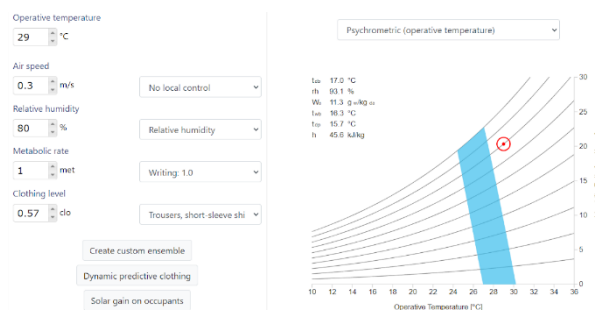 Operative temperature
29 °C
Air speed
0.3 m/s
No local control
Relative humidity
80 %
Relative humidity
Metabolic rate
1 met
Writing: 1.0
Clothing level
0.57 clo
Trousers, short-sleeve shi
Create custom ensemble
Dynamic predictive clothing
Solar gain on occupants
Psychrometric (operative temperature)
17.0 °C
rh 93.1 %
11.3
16.3 °C
15.7 °C
h 45.6 kJ/kg
30
25
20
15
10
5
0
10 12 14 16 18 20 22 24 26 28 30 32 34 36
Operative Temperature [°C]